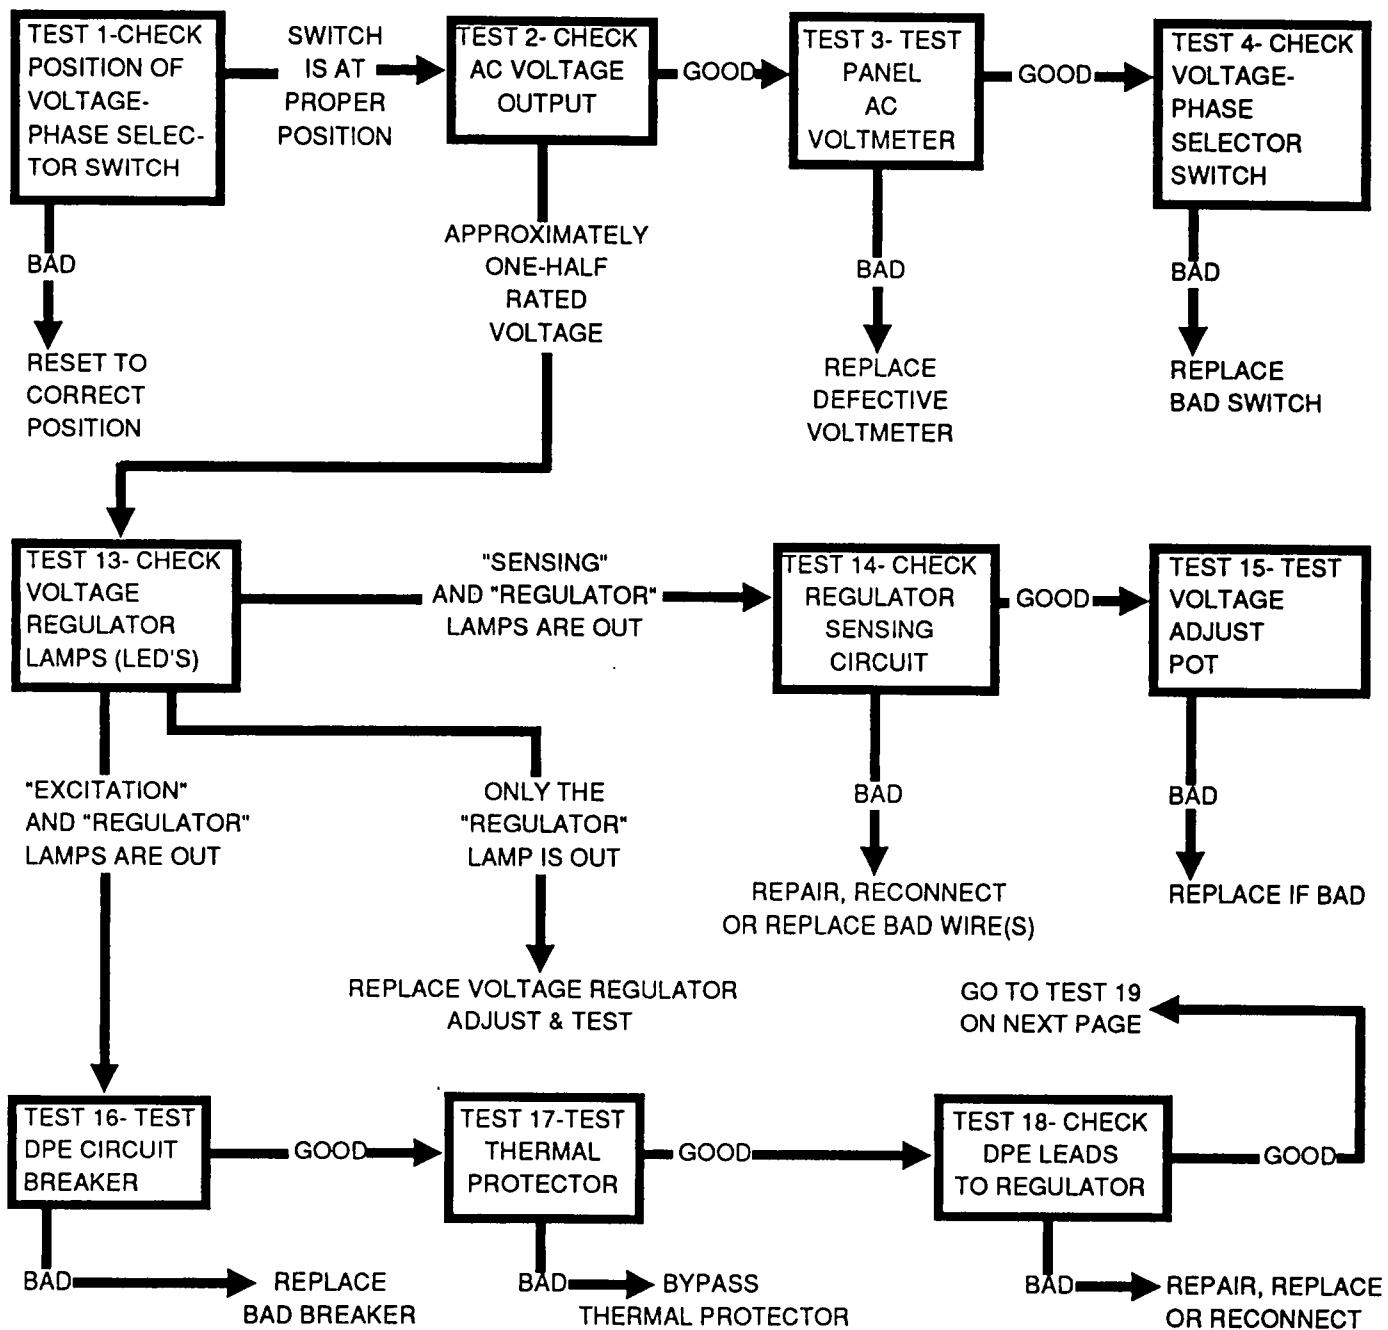 TEST 1-CHECK
POSITION OF
VOLTAGE-
PHASE SELEC-
TOR SWITCH
SWITCH
IS AT
PROPER
POSITION
TEST 2- CHECK
AC VOLTAGE
OUTPUT
GOOD
TEST 3- TEST
PANEL
AC
VOLTMETER
GOOD
TEST 4- CHECK
VOLTAGE-
PHASE
SELECTOR
SWITCH
BAD
RESET TO
CORRECT
POSITION
APPROXIMATELY
ONE-HALF
RATED
VOLTAGE
BAD
REPLACE
DEFECTIVE
VOLTMETER
BAD
REPLACE
BAD SWITCH
TEST 13- CHECK
VOLTAGE
REGULATOR
LAMPS (LED'S)
"SENSING"
AND "REGULATOR"
LAMPS ARE OUT
TEST 14- CHECK
REGULATOR
SENSING
CIRCUIT
GOOD
TEST 15- TEST
VOLTAGE
ADJUST
POT
"EXCITATION"
AND "REGULATOR"
LAMPS ARE OUT
ONLY THE
"REGULATOR"
LAMP IS OUT
BAD
BAD
REPAIR, RECONNECT
OR REPLACE BAD WIRE(S)
REPLACE IF BAD
REPLACE VOLTAGE REGULATOR
ADJUST & TEST
GO TO TEST 19
ON NEXT PAGE
TEST 16- TEST
DPE CIRCUIT
BREAKER
GOOD
TEST 17-TEST
THERMAL
PROTECTOR
GOOD
TEST 18- CHECK
DPE LEADS
TO REGULATOR
GOOD
BAD
REPLACE
BAD BREAKER
BAD
BYPASS
THERMAL PROTECTOR
BAD
REPAIR, REPLACE
OR RECONNECT